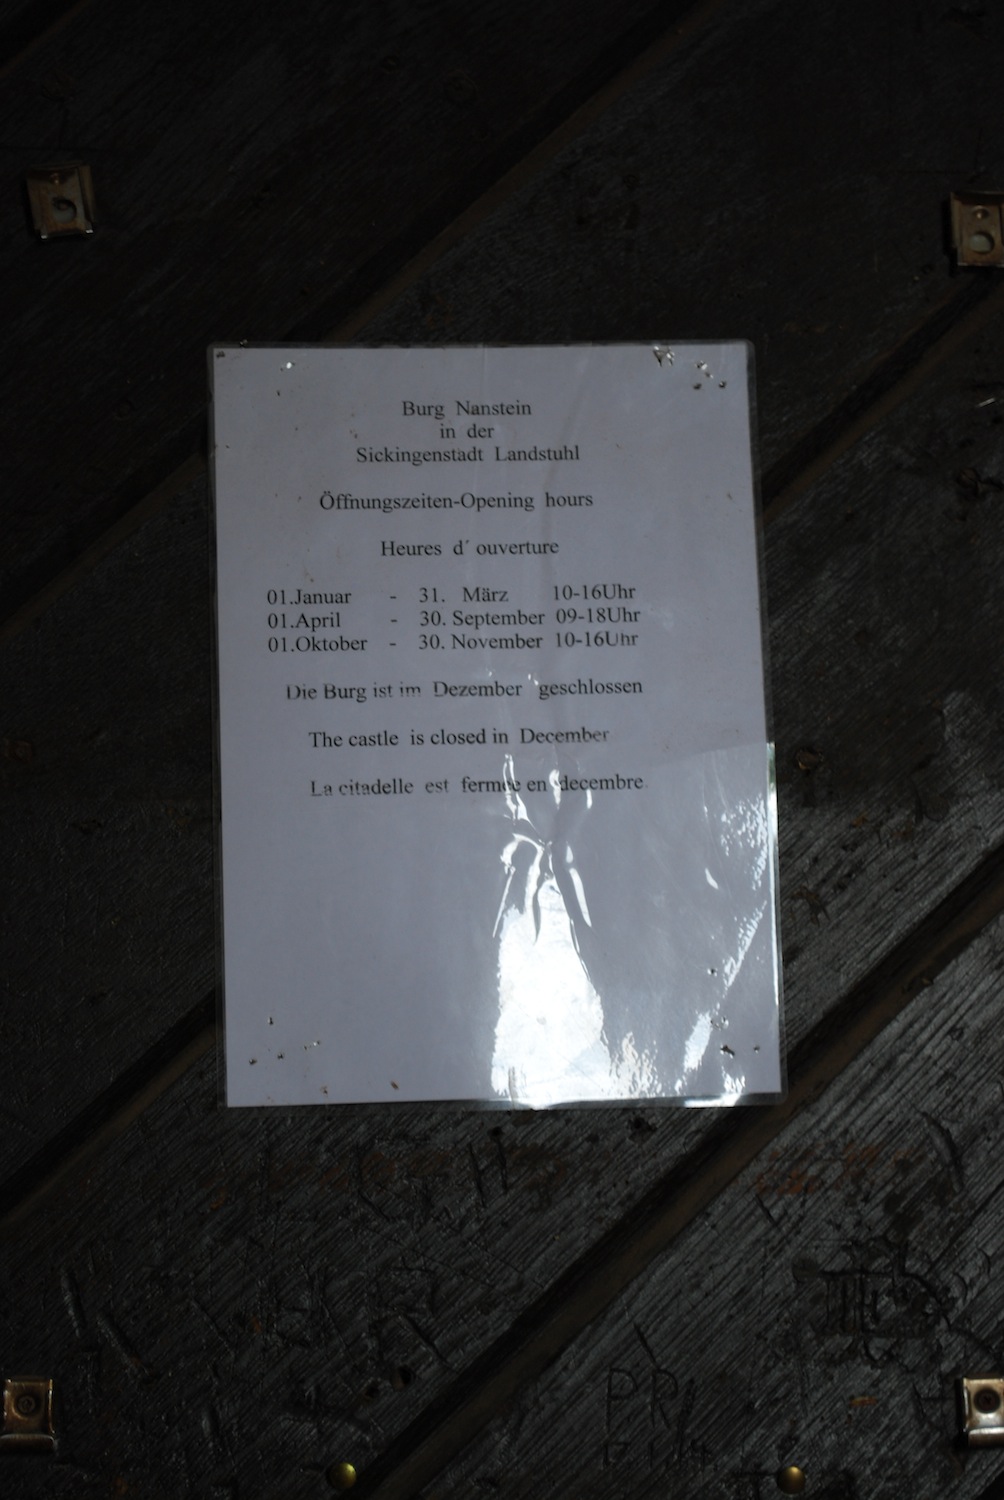 Burg Nanstein
in der
Sickingenstadt Landstuhl
Öffnungszeiten-Opening hours
Heures d´ ouverture
01.Januar - 31. März 10-16Uhr
01.April - 30. September 09-18Uhr
01.Oktober - 30. November 10-16Uhr
Die Burg ist im Dezember geschlossen
The castle is closed in December
La citadelle est fermée en decembre
PR